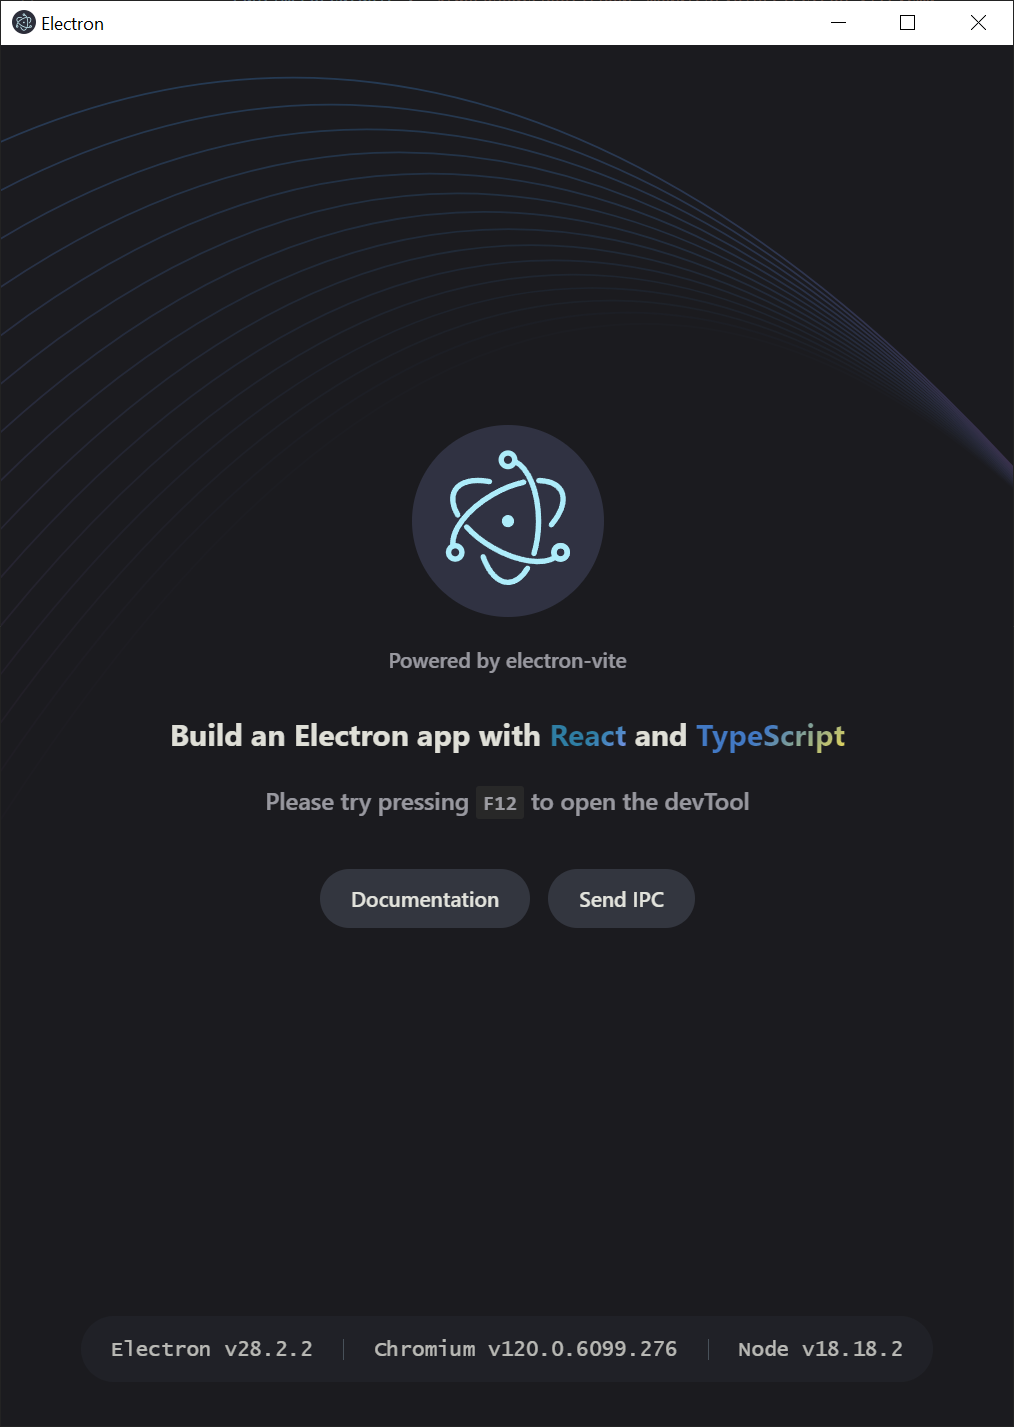 Electron
Powered by electron-vite
Build an Electron app with React and TypeScript
Please try pressing F12 to open the devTool
Documentation Send IPC
Electron v28.2.2 Chromium v120.0.6099.276 Node v18.18.2